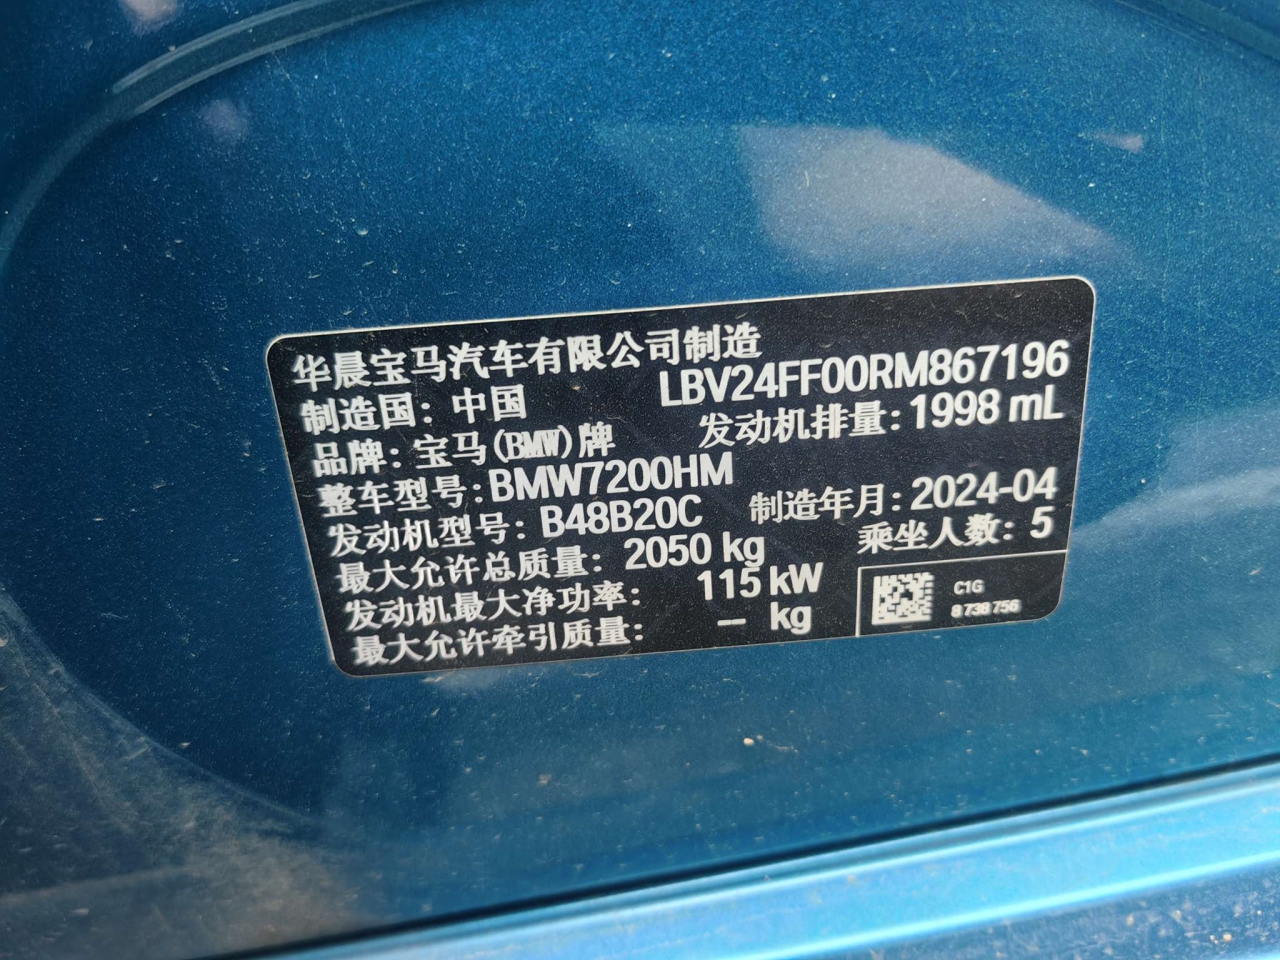 华晨宝马汽车有限公司制造
制造国：中国 LBV24FF00RM867196
品牌：宝马(BMW)牌 发动机排量：1998 mL
整车型号：BMW7200HM
发动机型号：B48B20C 制造年月：2024-04
最大允许总质量：2050 kg 乘坐人数：5
发动机最大净功率：115 kW
最大允许牵引质量：-- kg
C1G
8 738 756